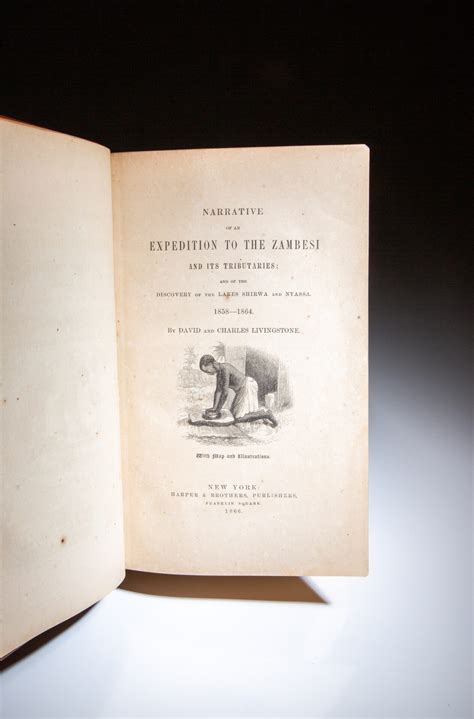 NARRATIVE
OF AN
EXPEDITION TO THE ZAMBESI
AND ITS TRIBUTARIES;
AND OF THE
DISCOVERY OF THE LAKES SHIRWA AND NYASSA.
1858—1864.
BY DAVID AND CHARLES LIVINGSTONE.
With Map and Illustrations.
NEW YORK:
HARPER & BROTHERS, PUBLISHERS,
FRANKLIN SQUARE.
1866.